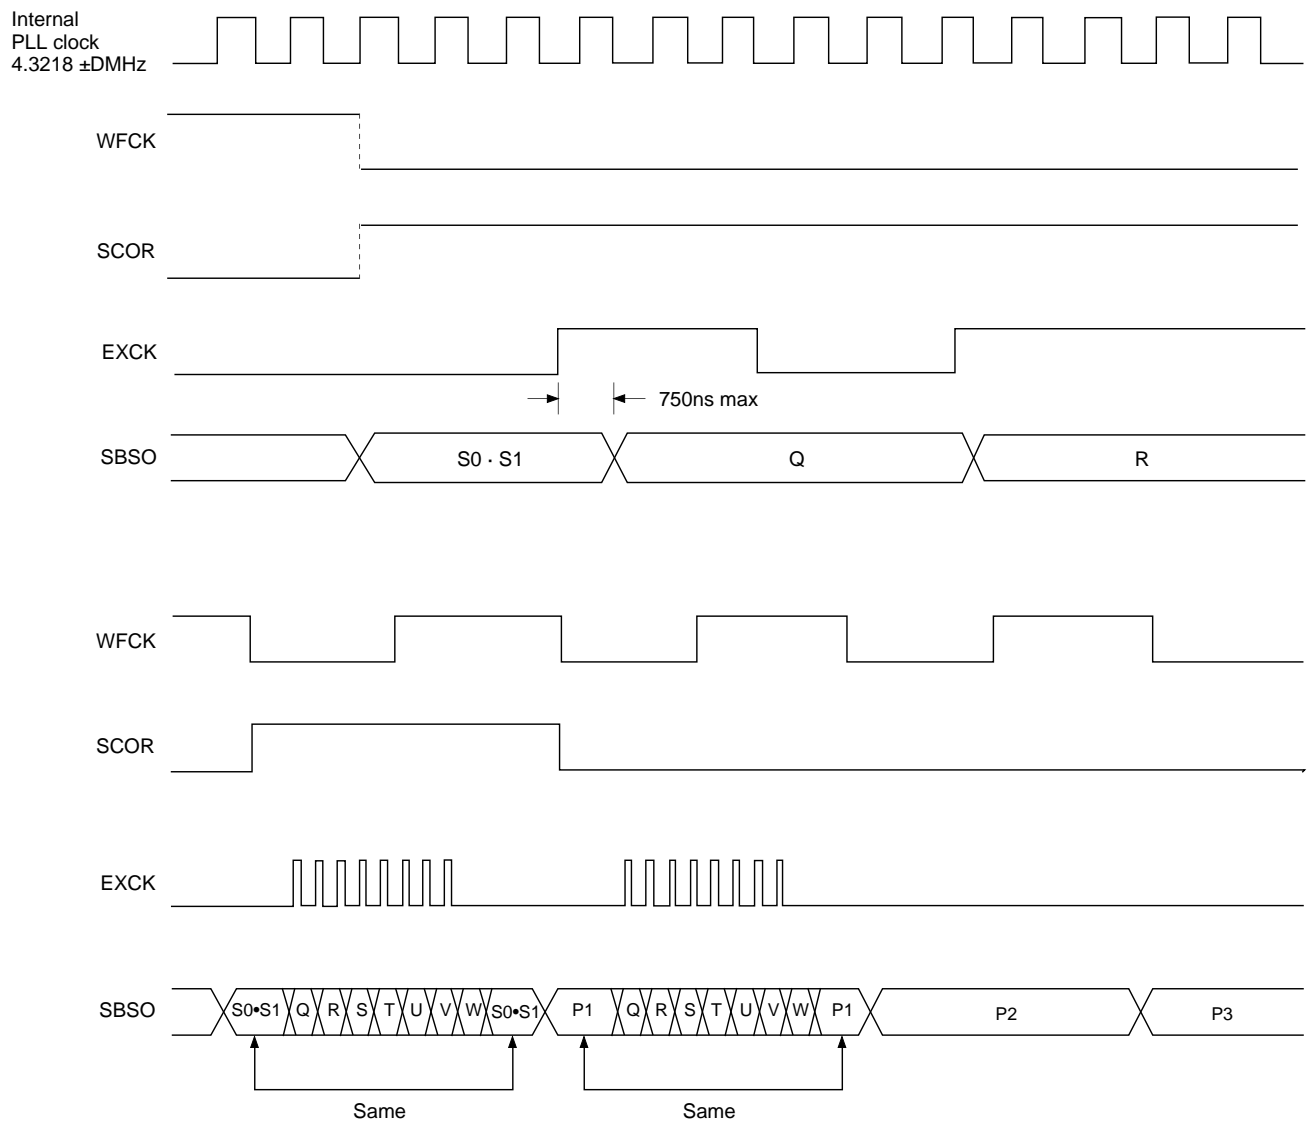 Internal
PLL clock
4.3218 ±DMHz
WFCK
SCOR
EXCK
750ns max
SBSO
S0 · S1
Q
R
WFCK
SCOR
EXCK
SBSO
S0•S1 Q R S T U V W S0•S1 P1 Q R S T U V W P1 P2 P3
Same
Same